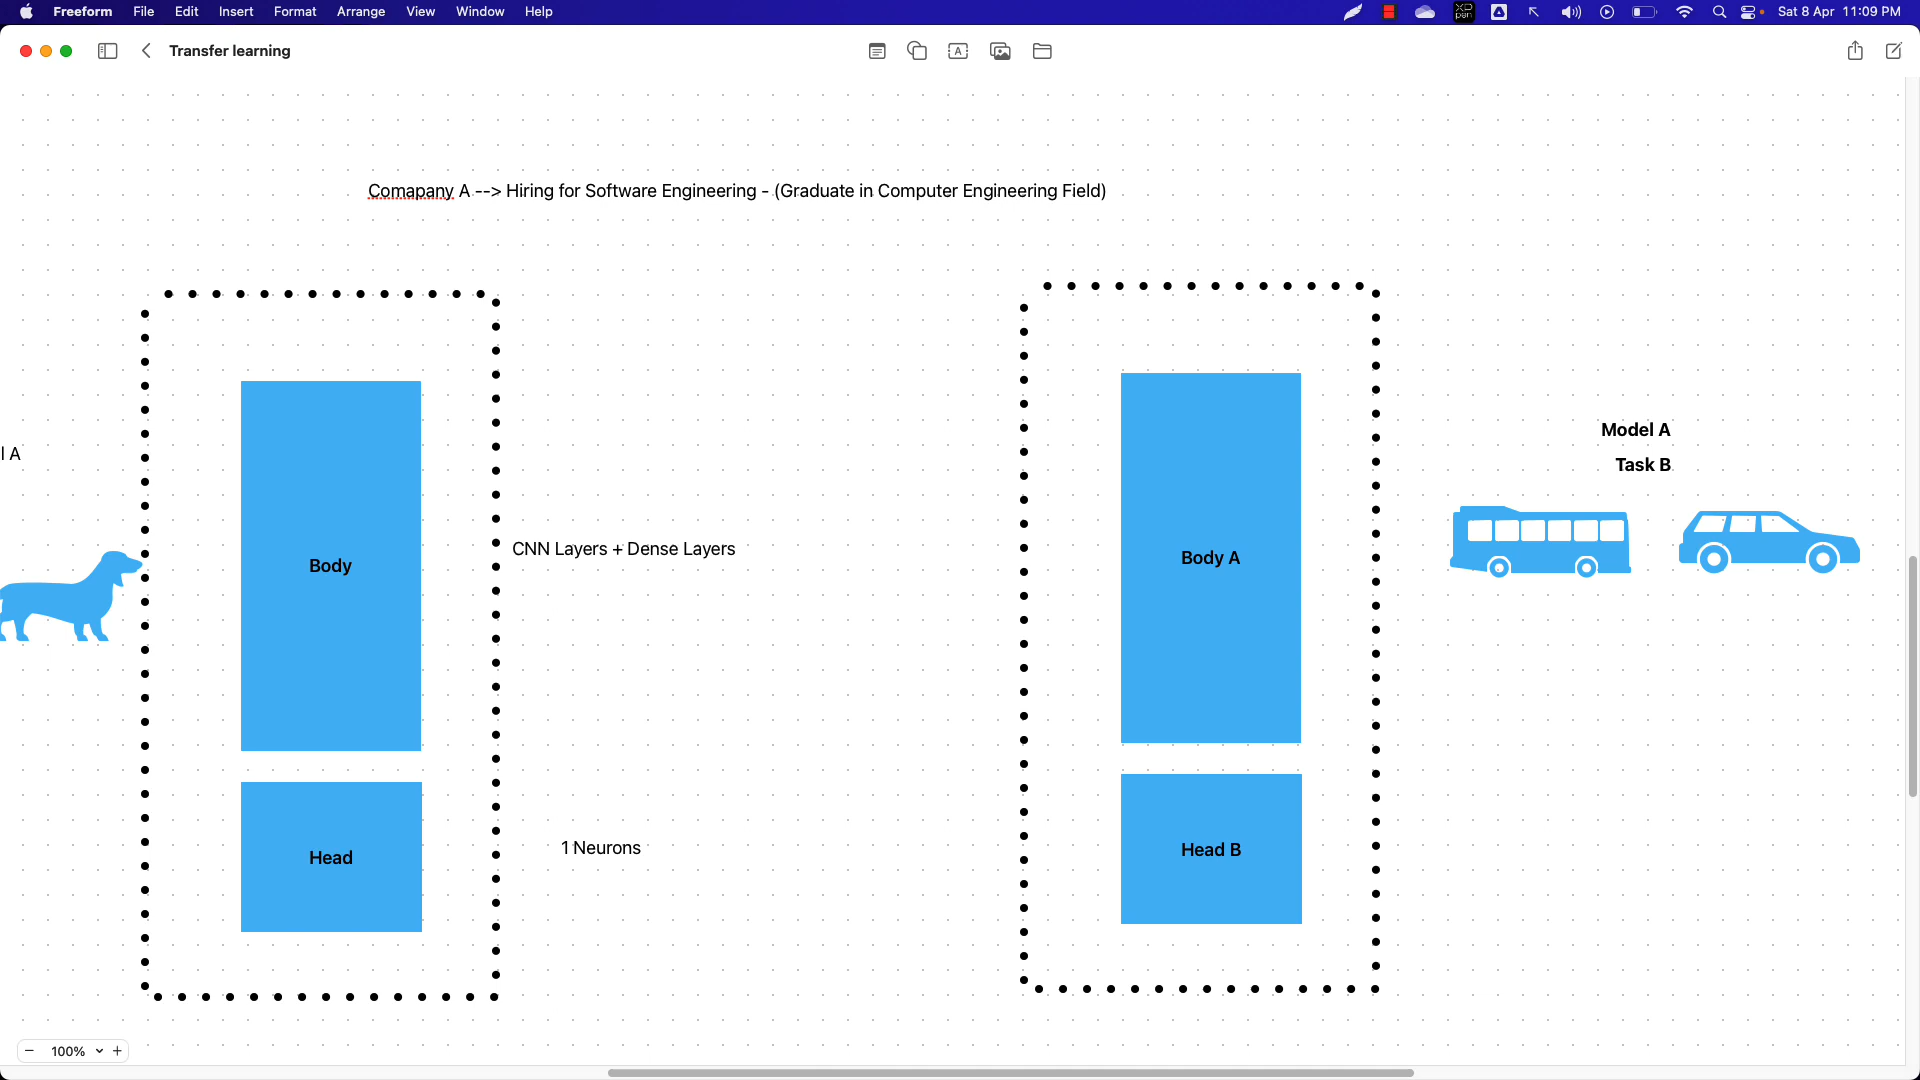 Freeform File Edit Insert Format Arrange View Window Help
XD pen A
Sat 8 Apr 11:09 PM
Transfer learning
A
Comapany A --> Hiring for Software Engineering - (Graduate in Computer Engineering Field)
l A
Body
CNN Layers + Dense Layers
Head
1 Neurons
Body A
Head B
Model A
Task B
100%